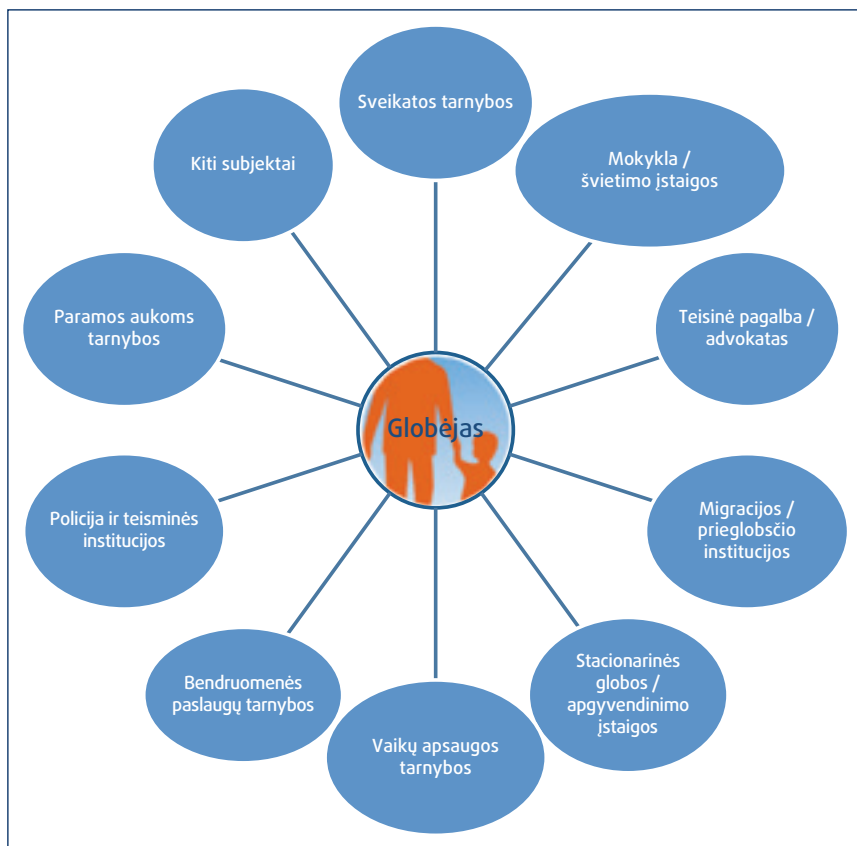 Sveikatos tarnybos
Mokykla /
švietimo įstaigos
Teisinė pagalba /
advokatas
Migracijos /
prieglobsčio
institucijos
Stacionarinės
globos /
apgyvendinimo
įstaigos
Vaikų apsaugos
tarnybos
Bendruomenės
paslaugų tarnybos
Policija ir teisminės
institucijos
Paramos aukoms
tarnybos
Kiti subjektai
Globėjas